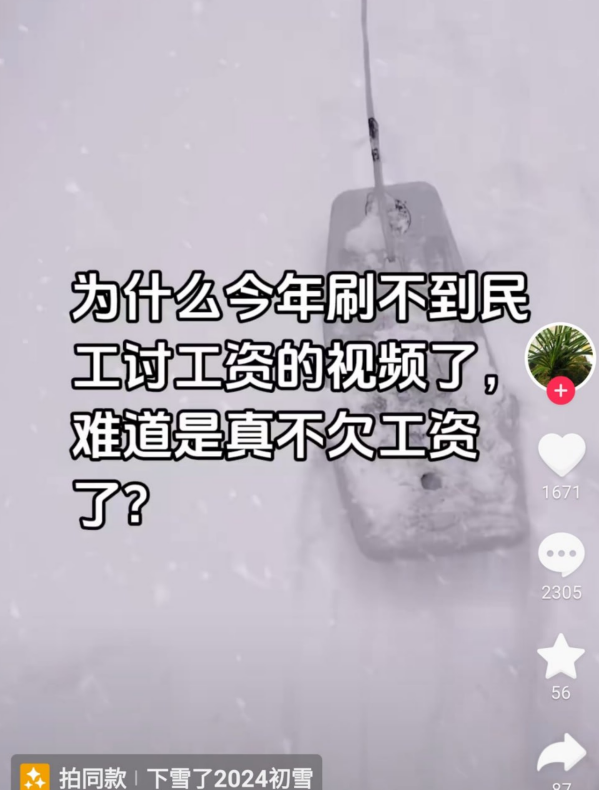 为什么今年刷不到民
工讨工资的视频了，
难道是真不欠工资
了？
1671
2305
56
87
拍同款 | 下雪了2024初雪